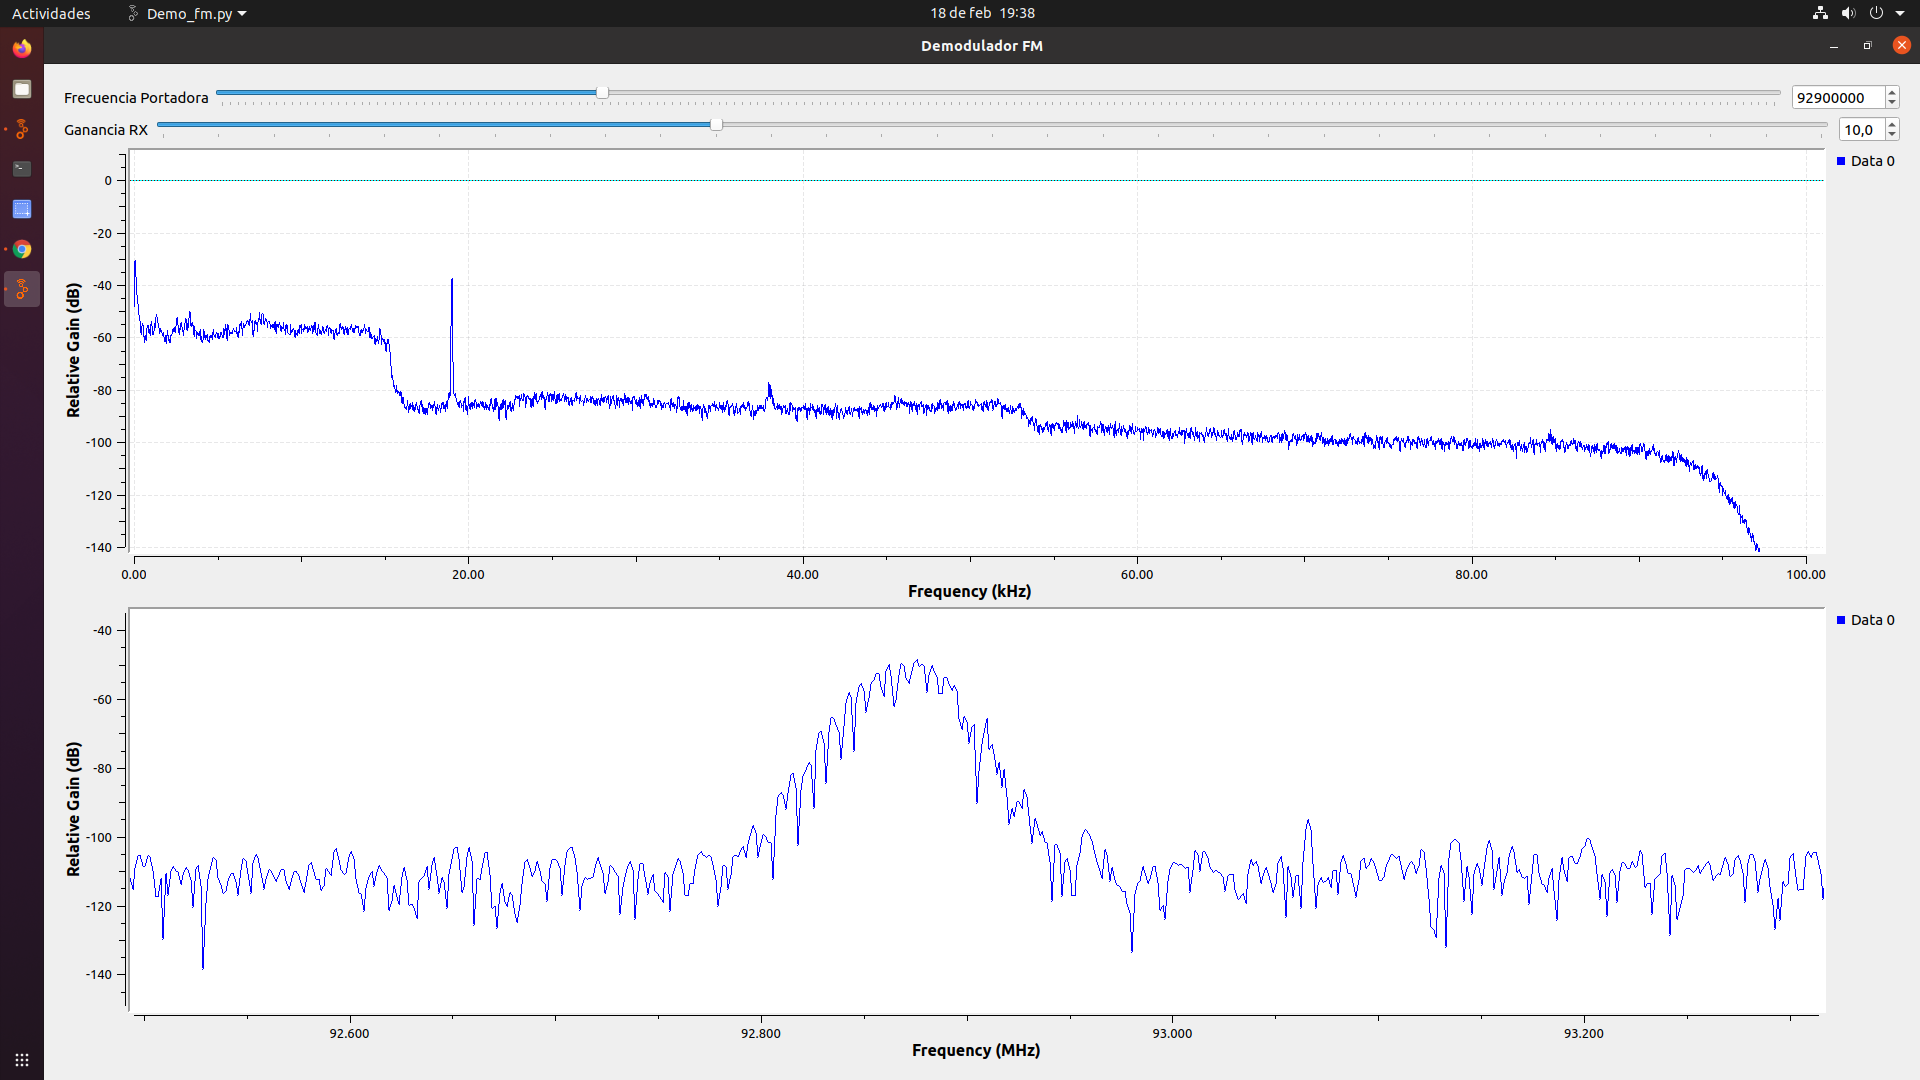 Actividades Demo_fm.py 18 de feb 19:38
Demodulador FM
Frecuencia Portadora 92900000
Ganancia RX 10,0
Data 0
0
-20
-40
-60
-80
-100
-120
-140
Relative Gain (dB)
0.00 20.00 40.00 60.00 80.00 100.00
Frequency (kHz)
Data 0
-40
-60
-80
-100
-120
-140
Relative Gain (dB)
92.600 92.800 93.000 93.200
Frequency (MHz)